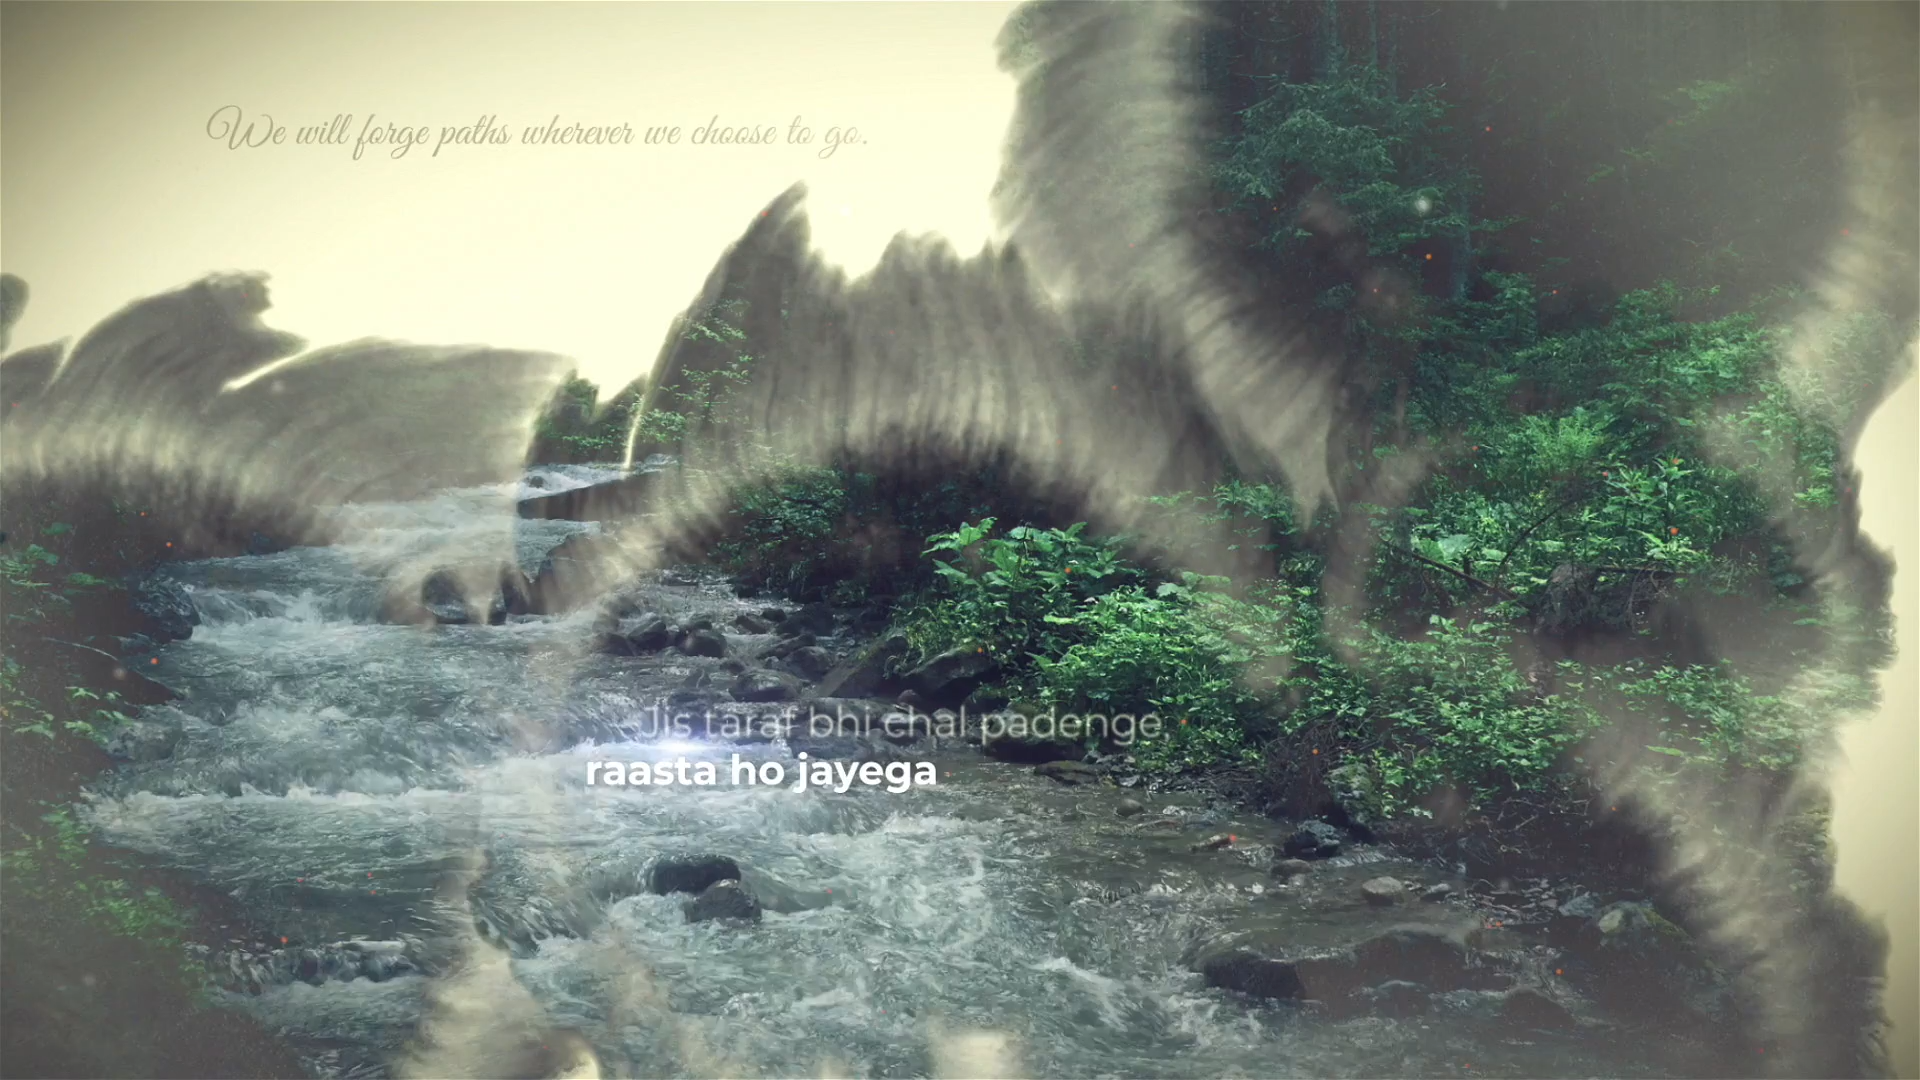 We will forge paths wherever we choose to go.
Jis taraf bhi chal padenge,
raasta ho jayega